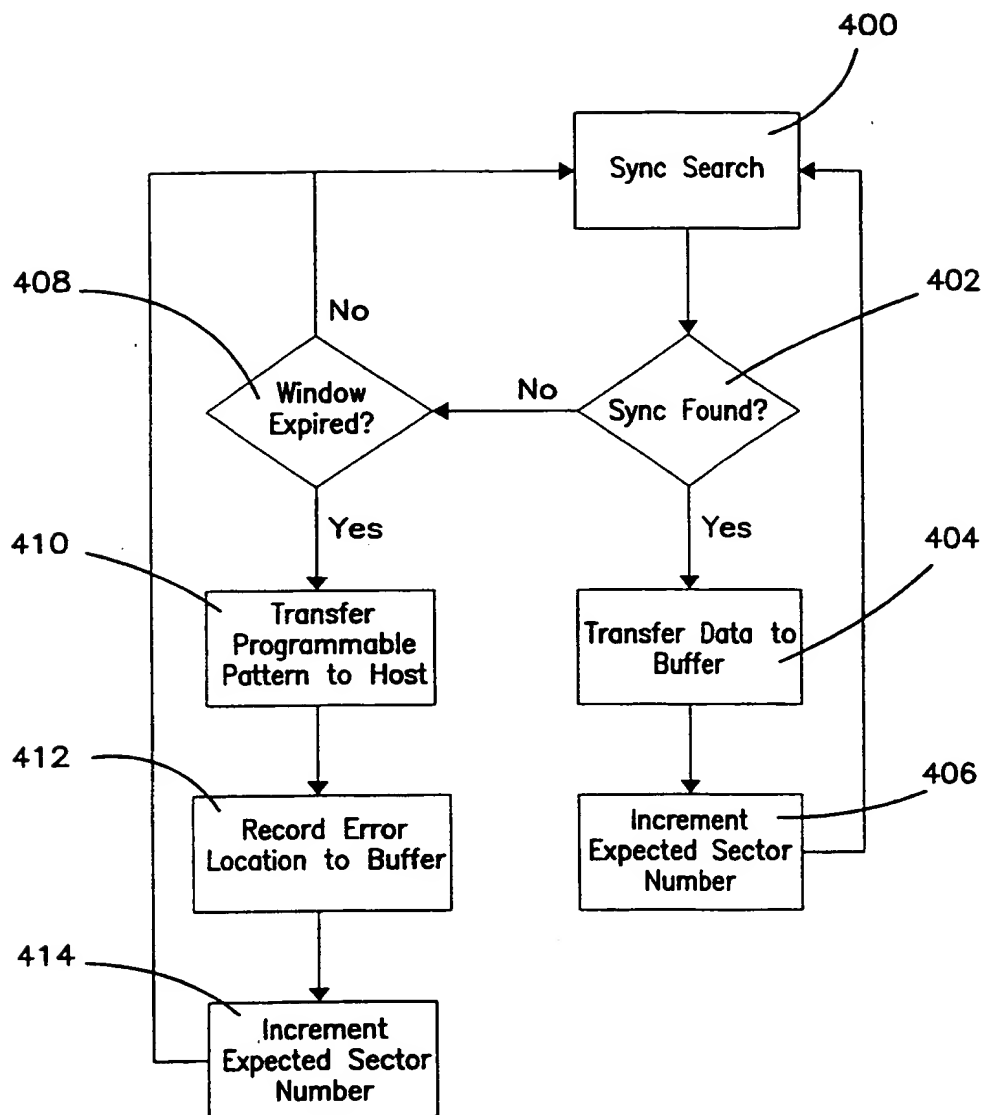 400
Sync Search
408
402
No
Window
Expired?
No
Sync Found?
Yes
Yes
410
404
Transfer
Programmable
Pattern to Host
Transfer Data to
Buffer
412
406
Record Error
Location to Buffer
Increment
Expected Sector
Number
414
Increment
Expected Sector
Number